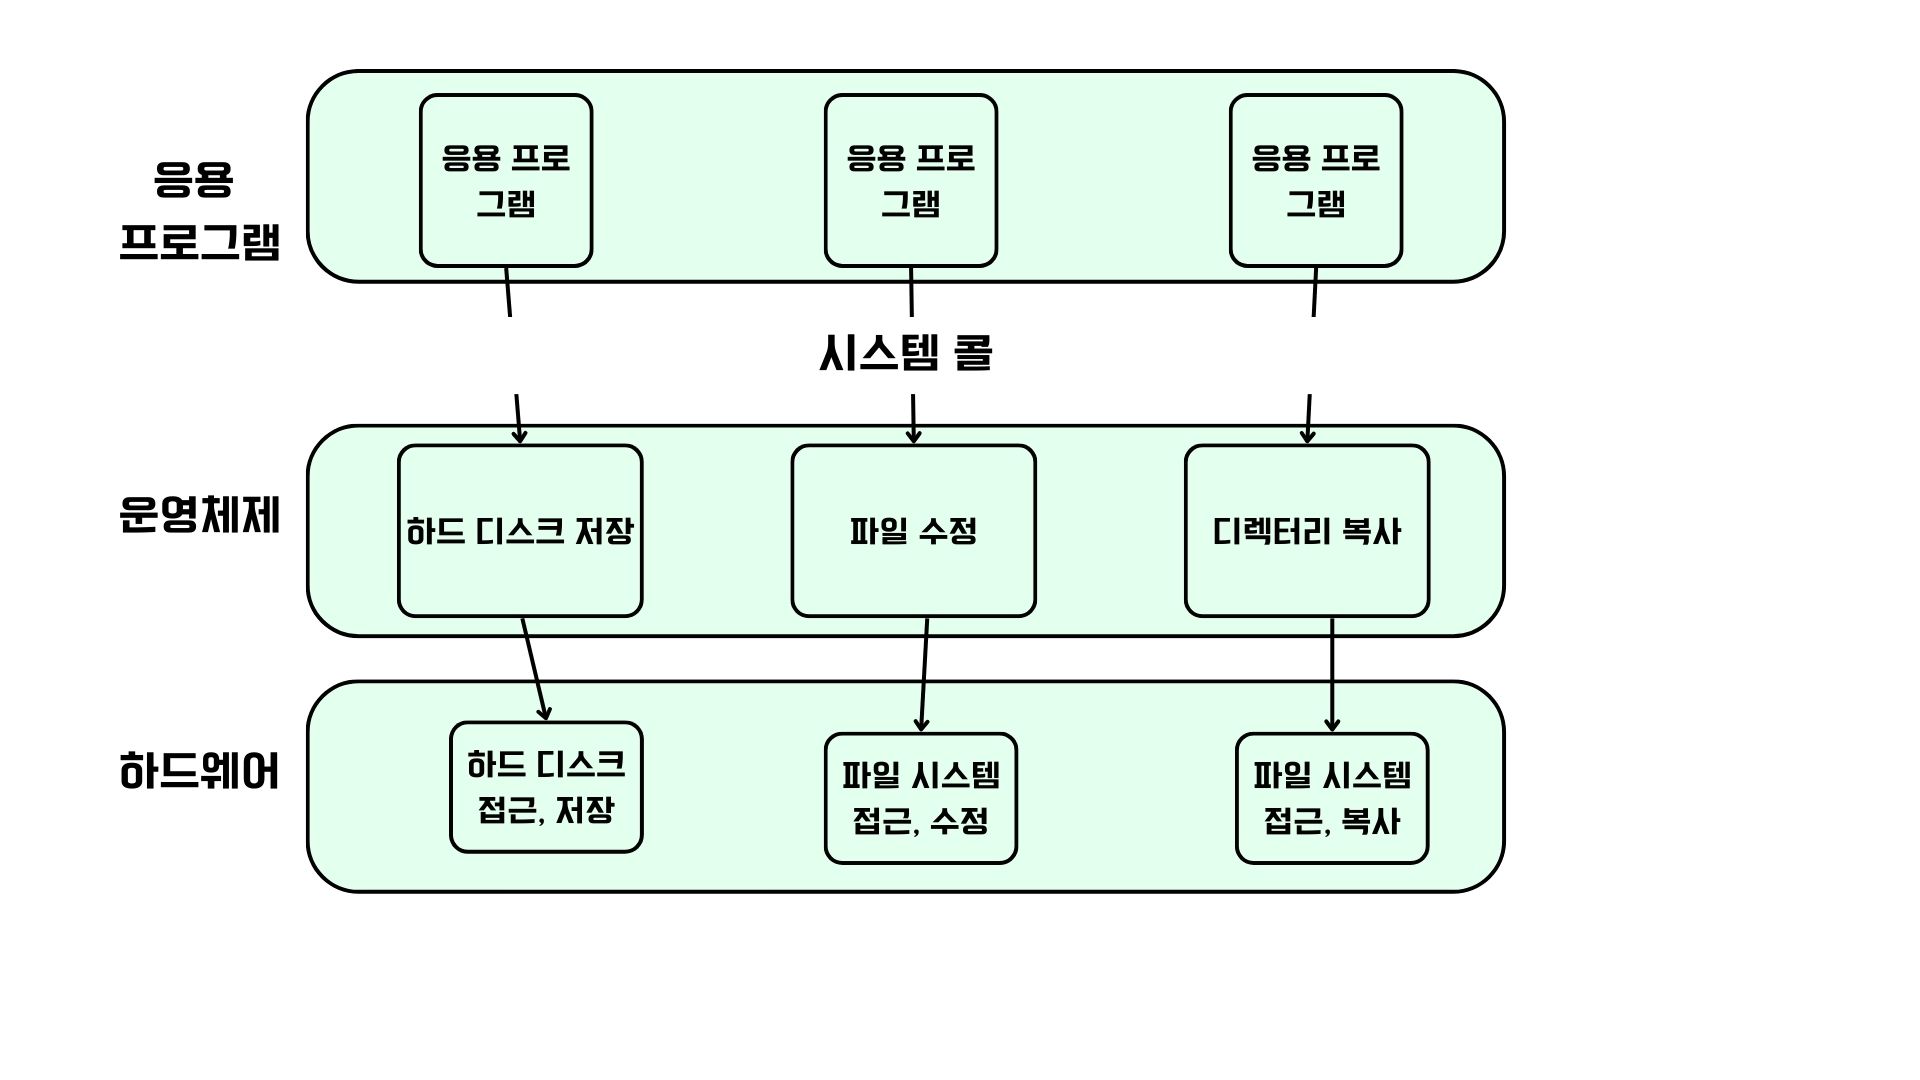 응용
프로그램
응용 프로
그램
응용 프로
그램
응용 프로
그램
시스템 콜
운영체제
하드 디스크 저장
파일 수정
디렉터리 복사
하드웨어
하드 디스크
접근, 저장
파일 시스템
접근, 수정
파일 시스템
접근, 복사